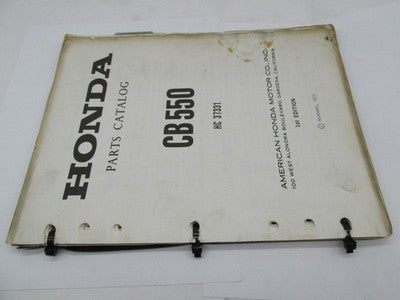 HONDA
PARTS CATALOG
CB550
HC 37331
AMERICAN HONDA MOTOR CO., INC.
100 WEST ALONDRA BOULEVARD, GARDENA, CALIFORNIA
1st EDITION